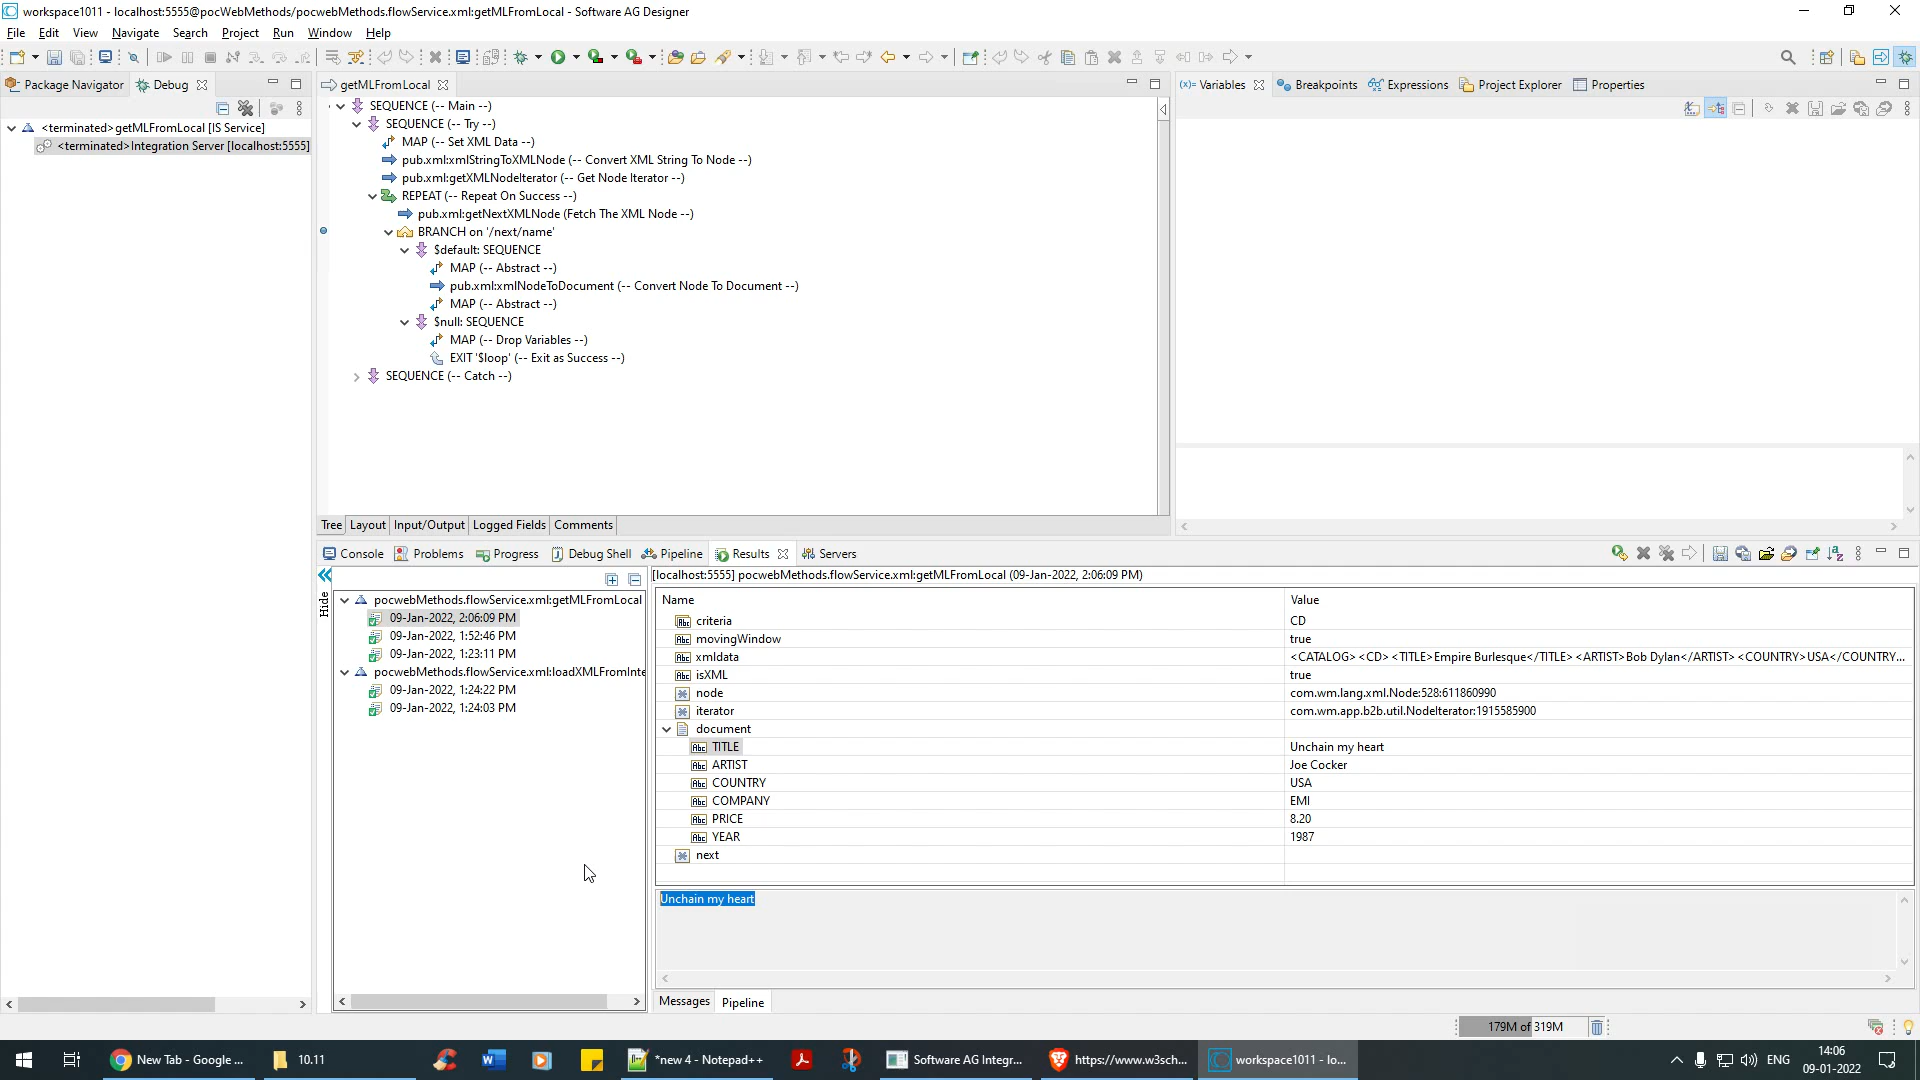 workspace1011 - localhost:5555@pocWebMethods/pocwebMethods.flowService.xml:getMLFromLocal - Software AG Designer
File Edit View Navigate Search Project Run Window Help
Package Navigator Debug
<terminated>getMLFromLocal [IS Service]
<terminated>Integration Server [localhost:5555]
getMLFromLocal
SEQUENCE (-- Main --)
SEQUENCE (-- Try --)
MAP (-- Set XML Data --)
pub.xml:xmlStringToXMLNode (-- Convert XML String To Node --)
pub.xml:getXMLNodeIterator (-- Get Node Iterator --)
REPEAT (-- Repeat On Success --)
pub.xml:getNextXMLNode (Fetch The XML Node --)
BRANCH on '/next/name'
$default: SEQUENCE
MAP (-- Abstract --)
pub.xml:xmlNodeToDocument (-- Convert Node To Document --)
MAP (-- Abstract --)
$null: SEQUENCE
MAP (-- Drop Variables --)
EXIT '$loop' (-- Exit as Success --)
SEQUENCE (-- Catch --)
Tree Layout Input/Output Logged Fields Comments
(x)= Variables Breakpoints Expressions Project Explorer Properties
Console Problems Progress Debug Shell Pipeline Results Servers
Hide
pocwebMethods.flowService.xml:getMLFromLocal
09-Jan-2022, 2:06:09 PM
09-Jan-2022, 1:52:46 PM
09-Jan-2022, 1:23:11 PM
pocwebMethods.flowService.xml:loadXMLFromInte
09-Jan-2022, 1:24:22 PM
09-Jan-2022, 1:24:03 PM
[localhost:5555] pocwebMethods.flowService.xml:getMLFromLocal (09-Jan-2022, 2:06:09 PM)
Name Value
criteria CD
movingWindow true
xmldata <CATALOG> <CD> <TITLE>Empire Burlesque</TITLE> <ARTIST>Bob Dylan</ARTIST> <COUNTRY>USA</COUNTRY...
isXML true
node com.wm.lang.xml.Node:528:611860990
iterator com.wm.app.b2b.util.NodeIterator:1915585900
document
TITLE Unchain my heart
ARTIST Joe Cocker
COUNTRY USA
COMPANY EMI
PRICE 8.20
YEAR 1987
next
Unchain my heart
Messages Pipeline
179M of 319M
New Tab - Google ... 10.11 *new 4 - Notepad++ Software AG Integr... https://www.w3sch... workspace1011 - lo... ENG 14:06
09-01-2022